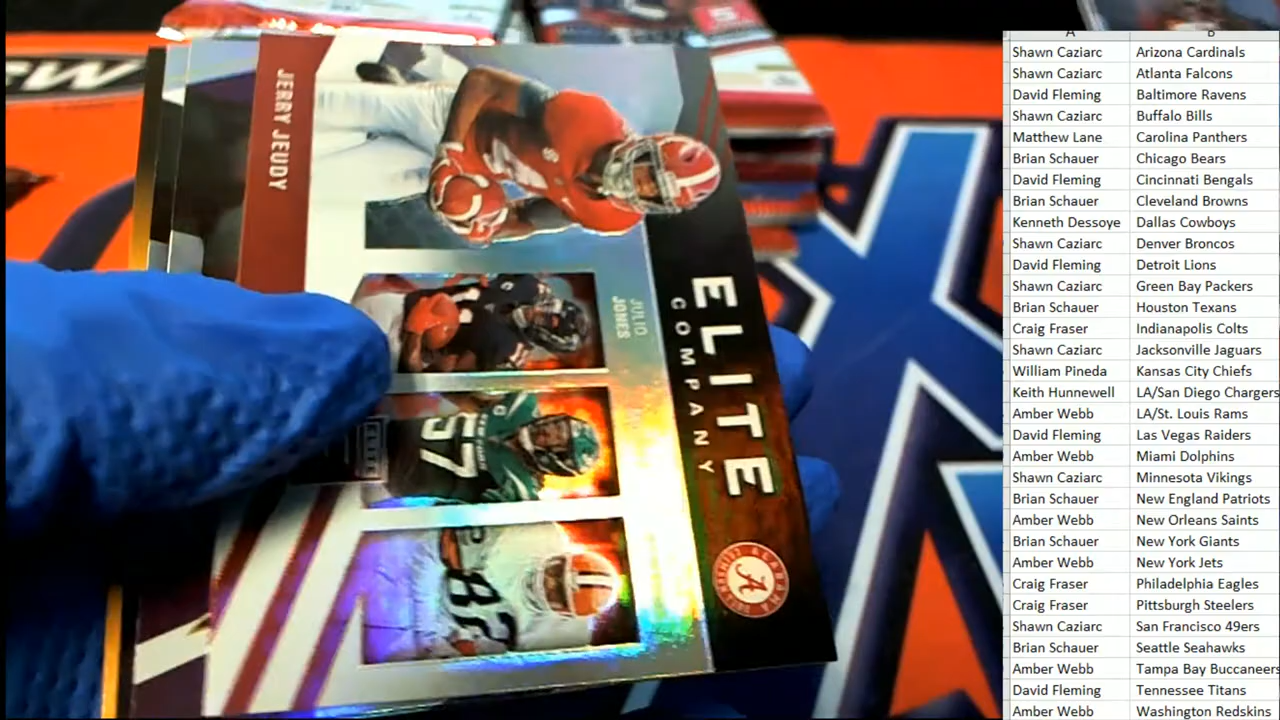 SW
JERRY JEUDY
ELITE
COMPANY
JULIO
JONES
57
82
ALABAMA
A
A B
Shawn Caziarc Arizona Cardinals
Shawn Caziarc Atlanta Falcons
David Fleming Baltimore Ravens
Shawn Caziarc Buffalo Bills
Matthew Lane Carolina Panthers
Brian Schauer Chicago Bears
David Fleming Cincinnati Bengals
Brian Schauer Cleveland Browns
Kenneth Dessoye Dallas Cowboys
Shawn Caziarc Denver Broncos
David Fleming Detroit Lions
Shawn Caziarc Green Bay Packers
Brian Schauer Houston Texans
Craig Fraser Indianapolis Colts
Shawn Caziarc Jacksonville Jaguars
William Pineda Kansas City Chiefs
Keith Hunnewell LA/San Diego Chargers
Amber Webb LA/St. Louis Rams
David Fleming Las Vegas Raiders
Amber Webb Miami Dolphins
Shawn Caziarc Minnesota Vikings
Brian Schauer New England Patriots
Amber Webb New Orleans Saints
Brian Schauer New York Giants
Amber Webb New York Jets
Craig Fraser Philadelphia Eagles
Craig Fraser Pittsburgh Steelers
Shawn Caziarc San Francisco 49ers
Brian Schauer Seattle Seahawks
Amber Webb Tampa Bay Buccaneer
David Fleming Tennessee Titans
Amber Webb Washington Redskins